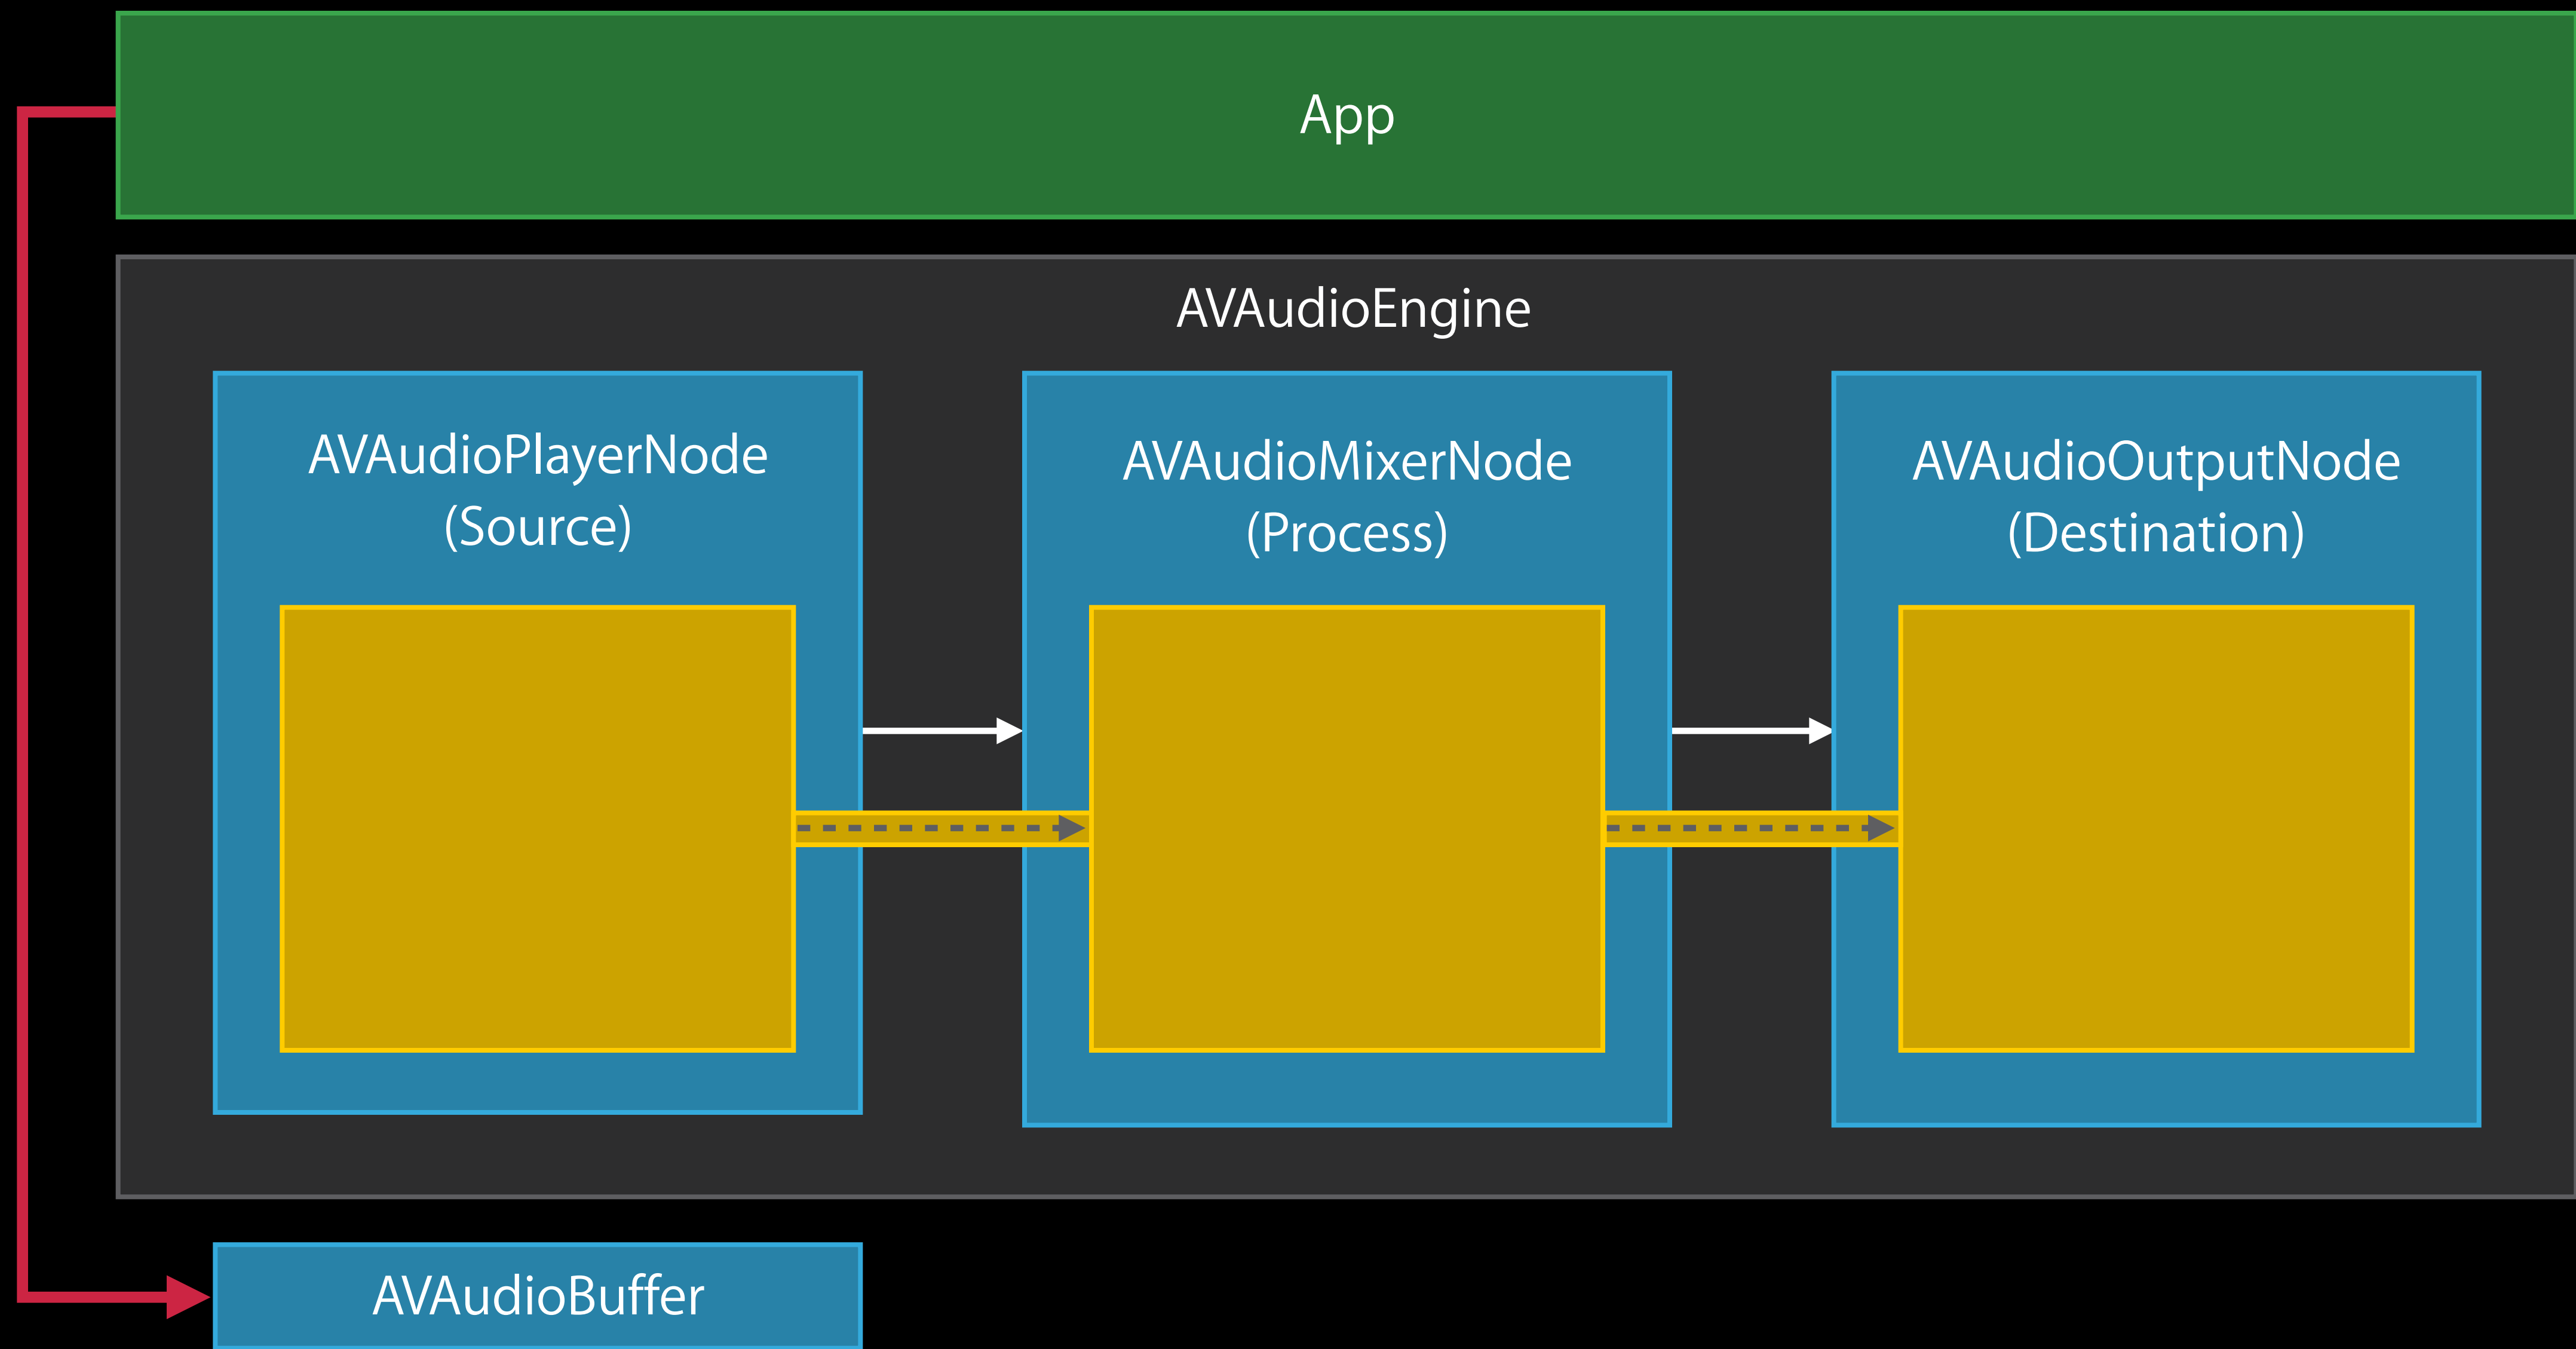 App
AVAudioEngine
AVAudioPlayerNode
(Source)
AVAudioMixerNode
(Process)
AVAudioOutputNode
(Destination)
AVAudioBuffer